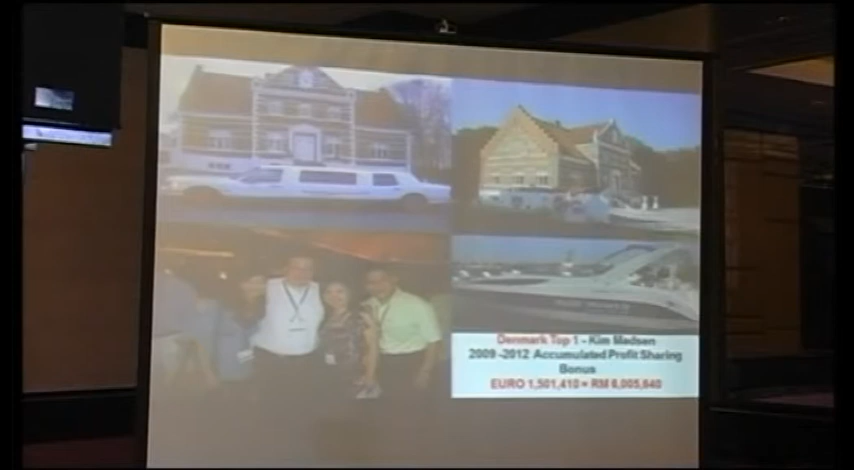 Denmark Top 1 - Kim Madsen
2009 -2012 Accumulated Profit Sharing
Bonus
EURO 1,501,410 = RM 6,005,640